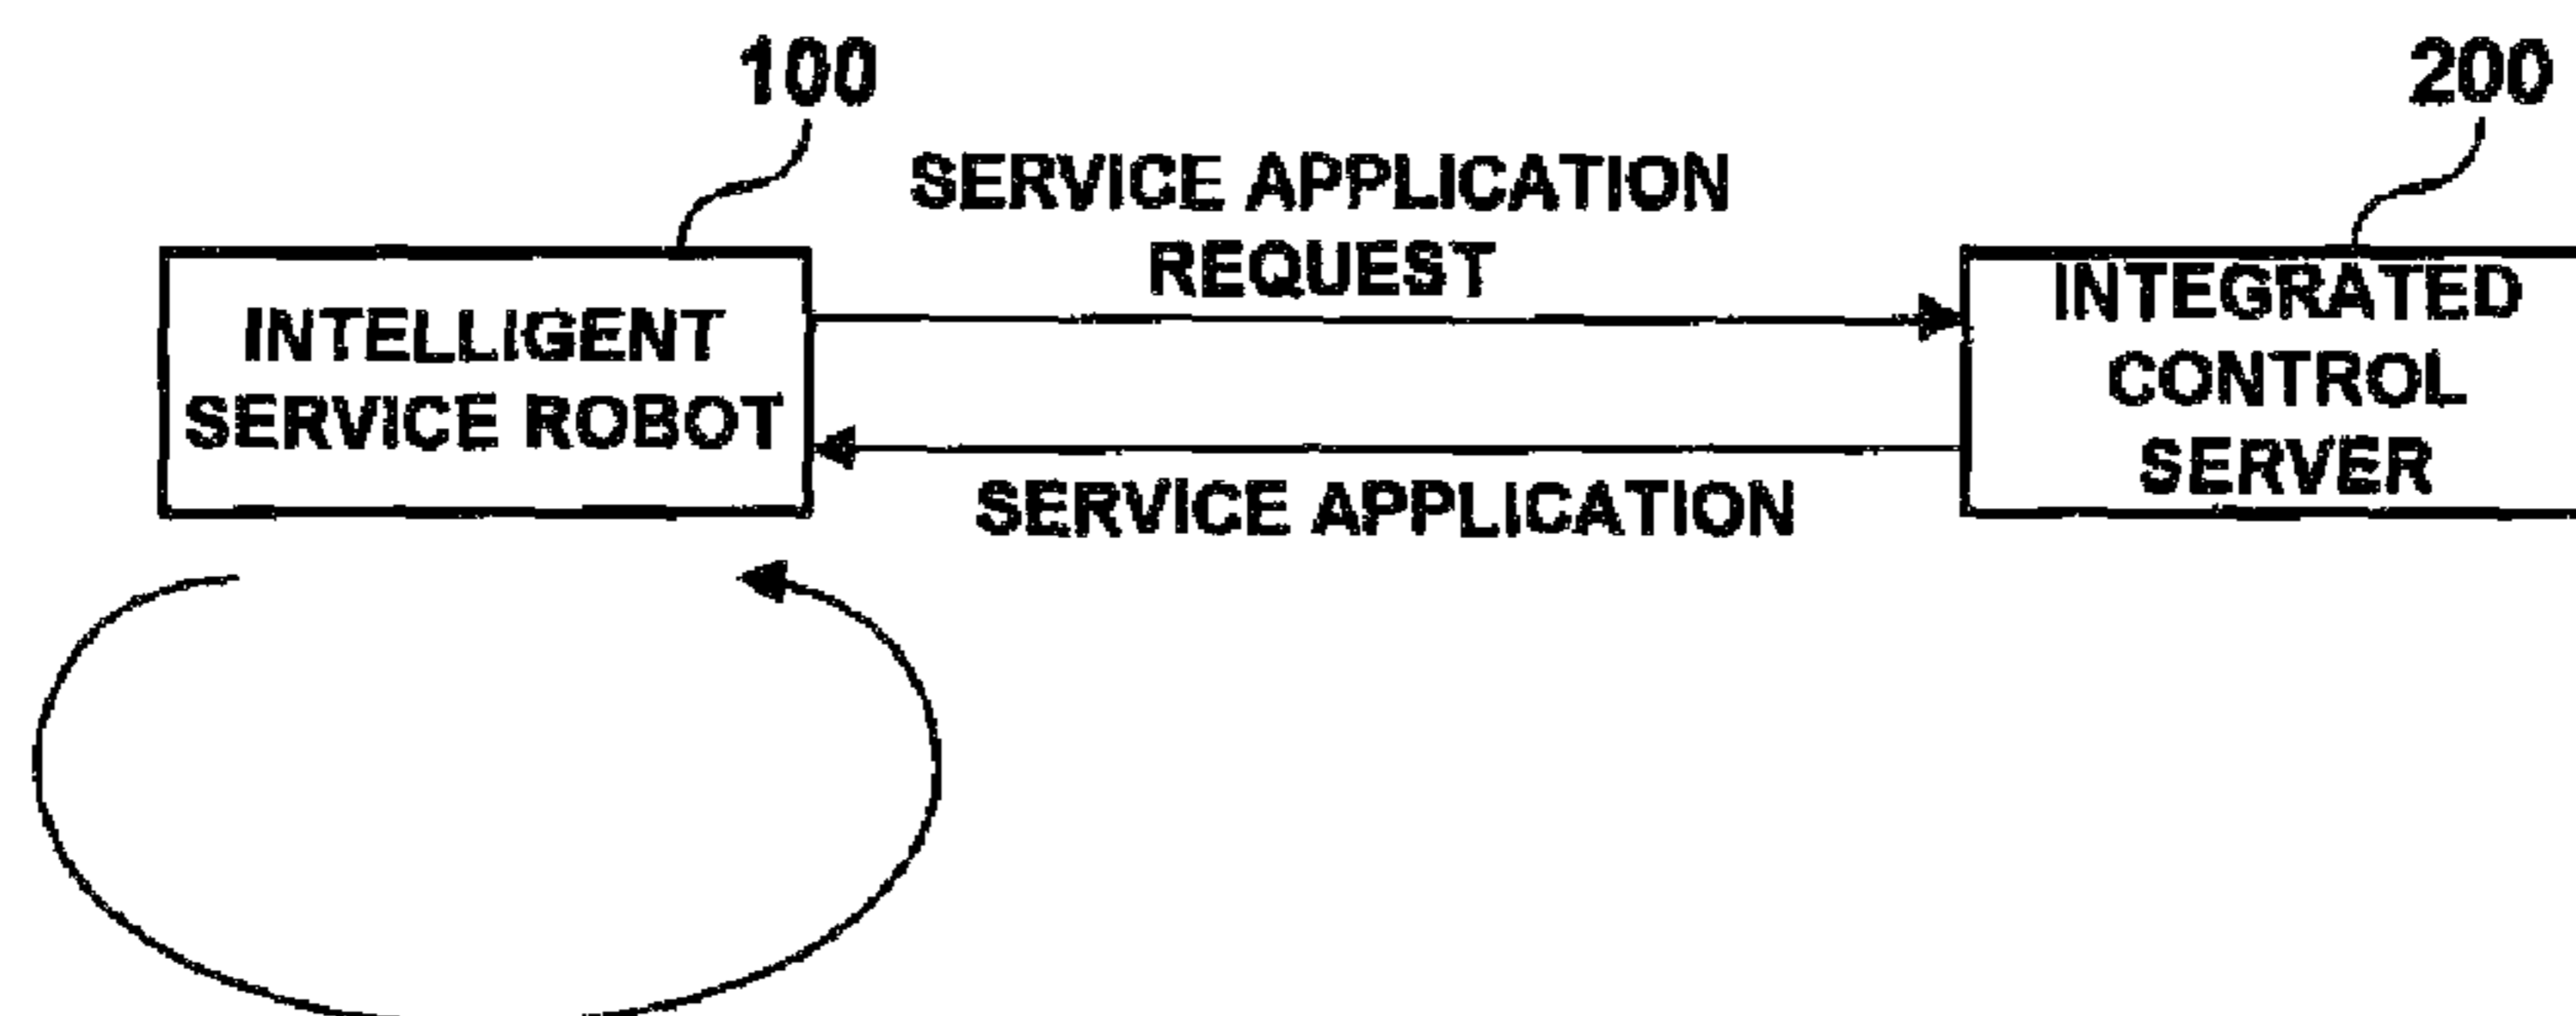 100
200
SERVICE APPLICATION
REQUEST
INTELLIGENT
SERVICE ROBOT
INTEGRATED
CONTROL
SERVER
SERVICE APPLICATION